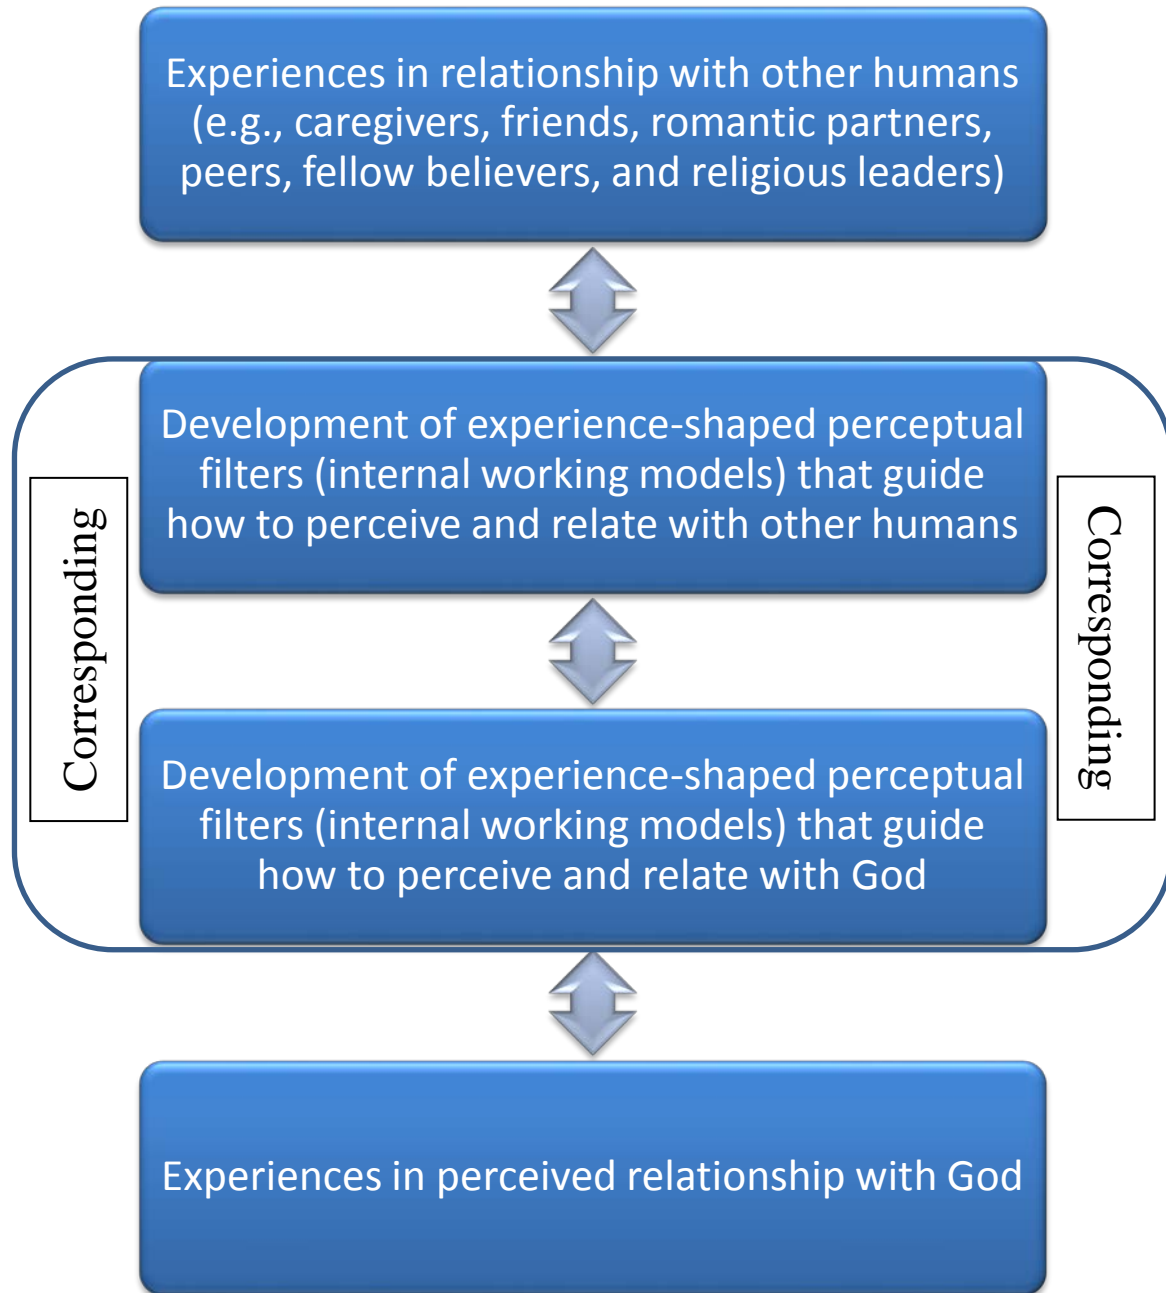 Experiences in relationship with other humans
(e.g., caregivers, friends, romantic partners,
peers, fellow believers, and religious leaders)
Development of experience-shaped perceptual
filters (internal working models) that guide
how to perceive and relate with other humans
Corresponding
Corresponding
Development of experience-shaped perceptual
filters (internal working models) that guide
how to perceive and relate with God
Experiences in perceived relationship with God